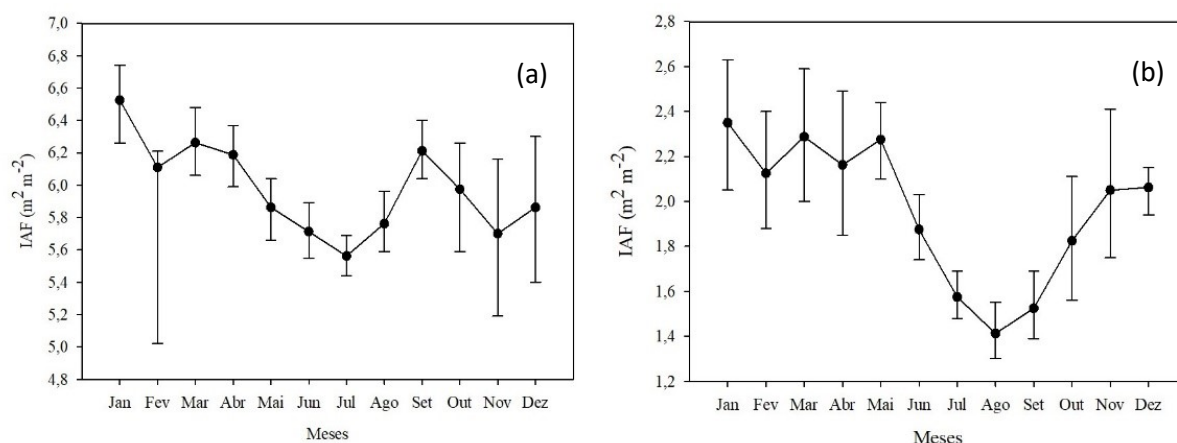 (a)
7,0
6,8
6,6
6,4
6,2
6,0
5,8
5,6
5,4
5,2
5,0
4,8
IAF (m² m⁻²)
Jan Fev Mar Abr Mai Jun Jul Ago Set Out Nov Dez
Meses
(b)
2,8
2,6
2,4
2,2
2,0
1,8
1,6
1,4
1,2
IAF (m² m⁻²)
Jan Fev Mar Abr Mai Jun Jul Ago Set Out Nov Dez
Meses